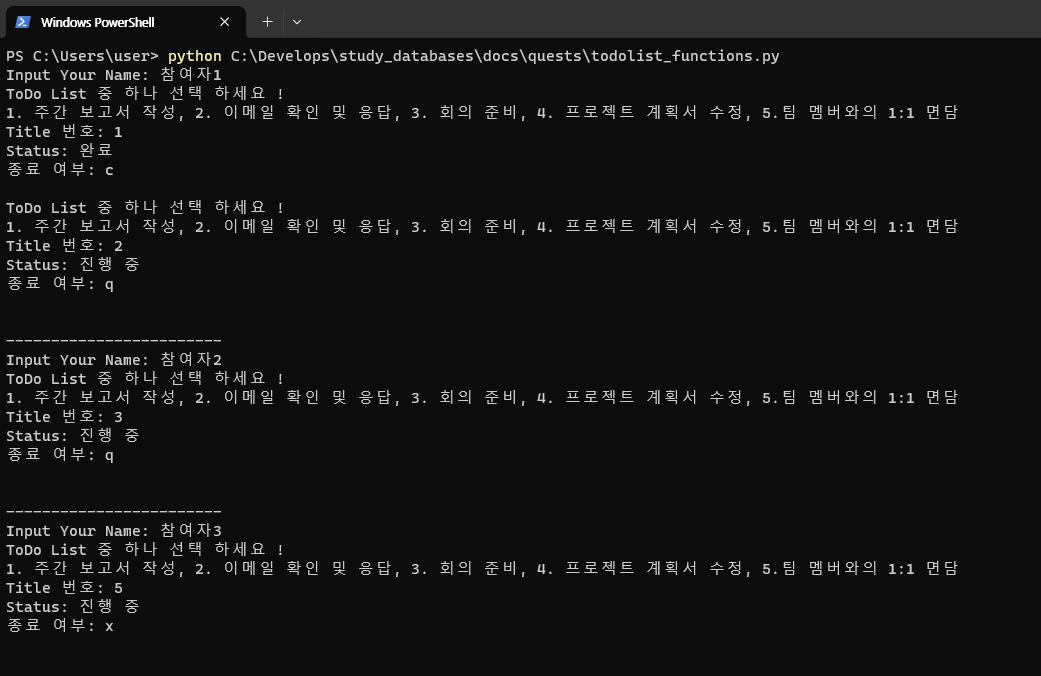 Windows PowerShell
PS C:\Users\user> python C:\Develops\study_databases\docs\quests\todolist_functions.py
Input Your Name: 참여자1
ToDo List 중 하나 선택 하세요 !
1. 주간 보고서 작성, 2. 이메일 확인 및 응답, 3. 회의 준비, 4. 프로젝트 계획서 수정, 5.팀 멤버와의 1:1 면담
Title 번호: 1
Status: 완료
종료 여부: c
ToDo List 중 하나 선택 하세요 !
1. 주간 보고서 작성, 2. 이메일 확인 및 응답, 3. 회의 준비, 4. 프로젝트 계획서 수정, 5.팀 멤버와의 1:1 면담
Title 번호: 2
Status: 진행 중
종료 여부: q
------------------------
Input Your Name: 참여자2
ToDo List 중 하나 선택 하세요 !
1. 주간 보고서 작성, 2. 이메일 확인 및 응답, 3. 회의 준비, 4. 프로젝트 계획서 수정, 5.팀 멤버와의 1:1 면담
Title 번호: 3
Status: 진행 중
종료 여부: q
------------------------
Input Your Name: 참여자3
ToDo List 중 하나 선택 하세요 !
1. 주간 보고서 작성, 2. 이메일 확인 및 응답, 3. 회의 준비, 4. 프로젝트 계획서 수정, 5.팀 멤버와의 1:1 면담
Title 번호: 5
Status: 진행 중
종료 여부: x